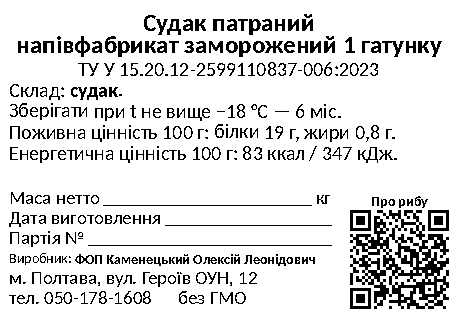 Судак патраний
напівфабрикат заморожений 1 гатунку
ТУ У 15.20.12-2599110837-006:2023
Склад: судак.
Зберігати при t не вище −18 °С — 6 міс.
Поживна цінність 100 г: білки 19 г, жири 0,8 г.
Енергетична цінність 100 г: 83 ккал / 347 кДж.
Маса нетто ______________________ кг
Дата виготовлення __________________
Партія № __________________________
Про рибу
Виробник: ФОП Каменецький Олексій Леонідович
м. Полтава, вул. Героїв ОУН, 12
тел. 050-178-1608 без ГМО